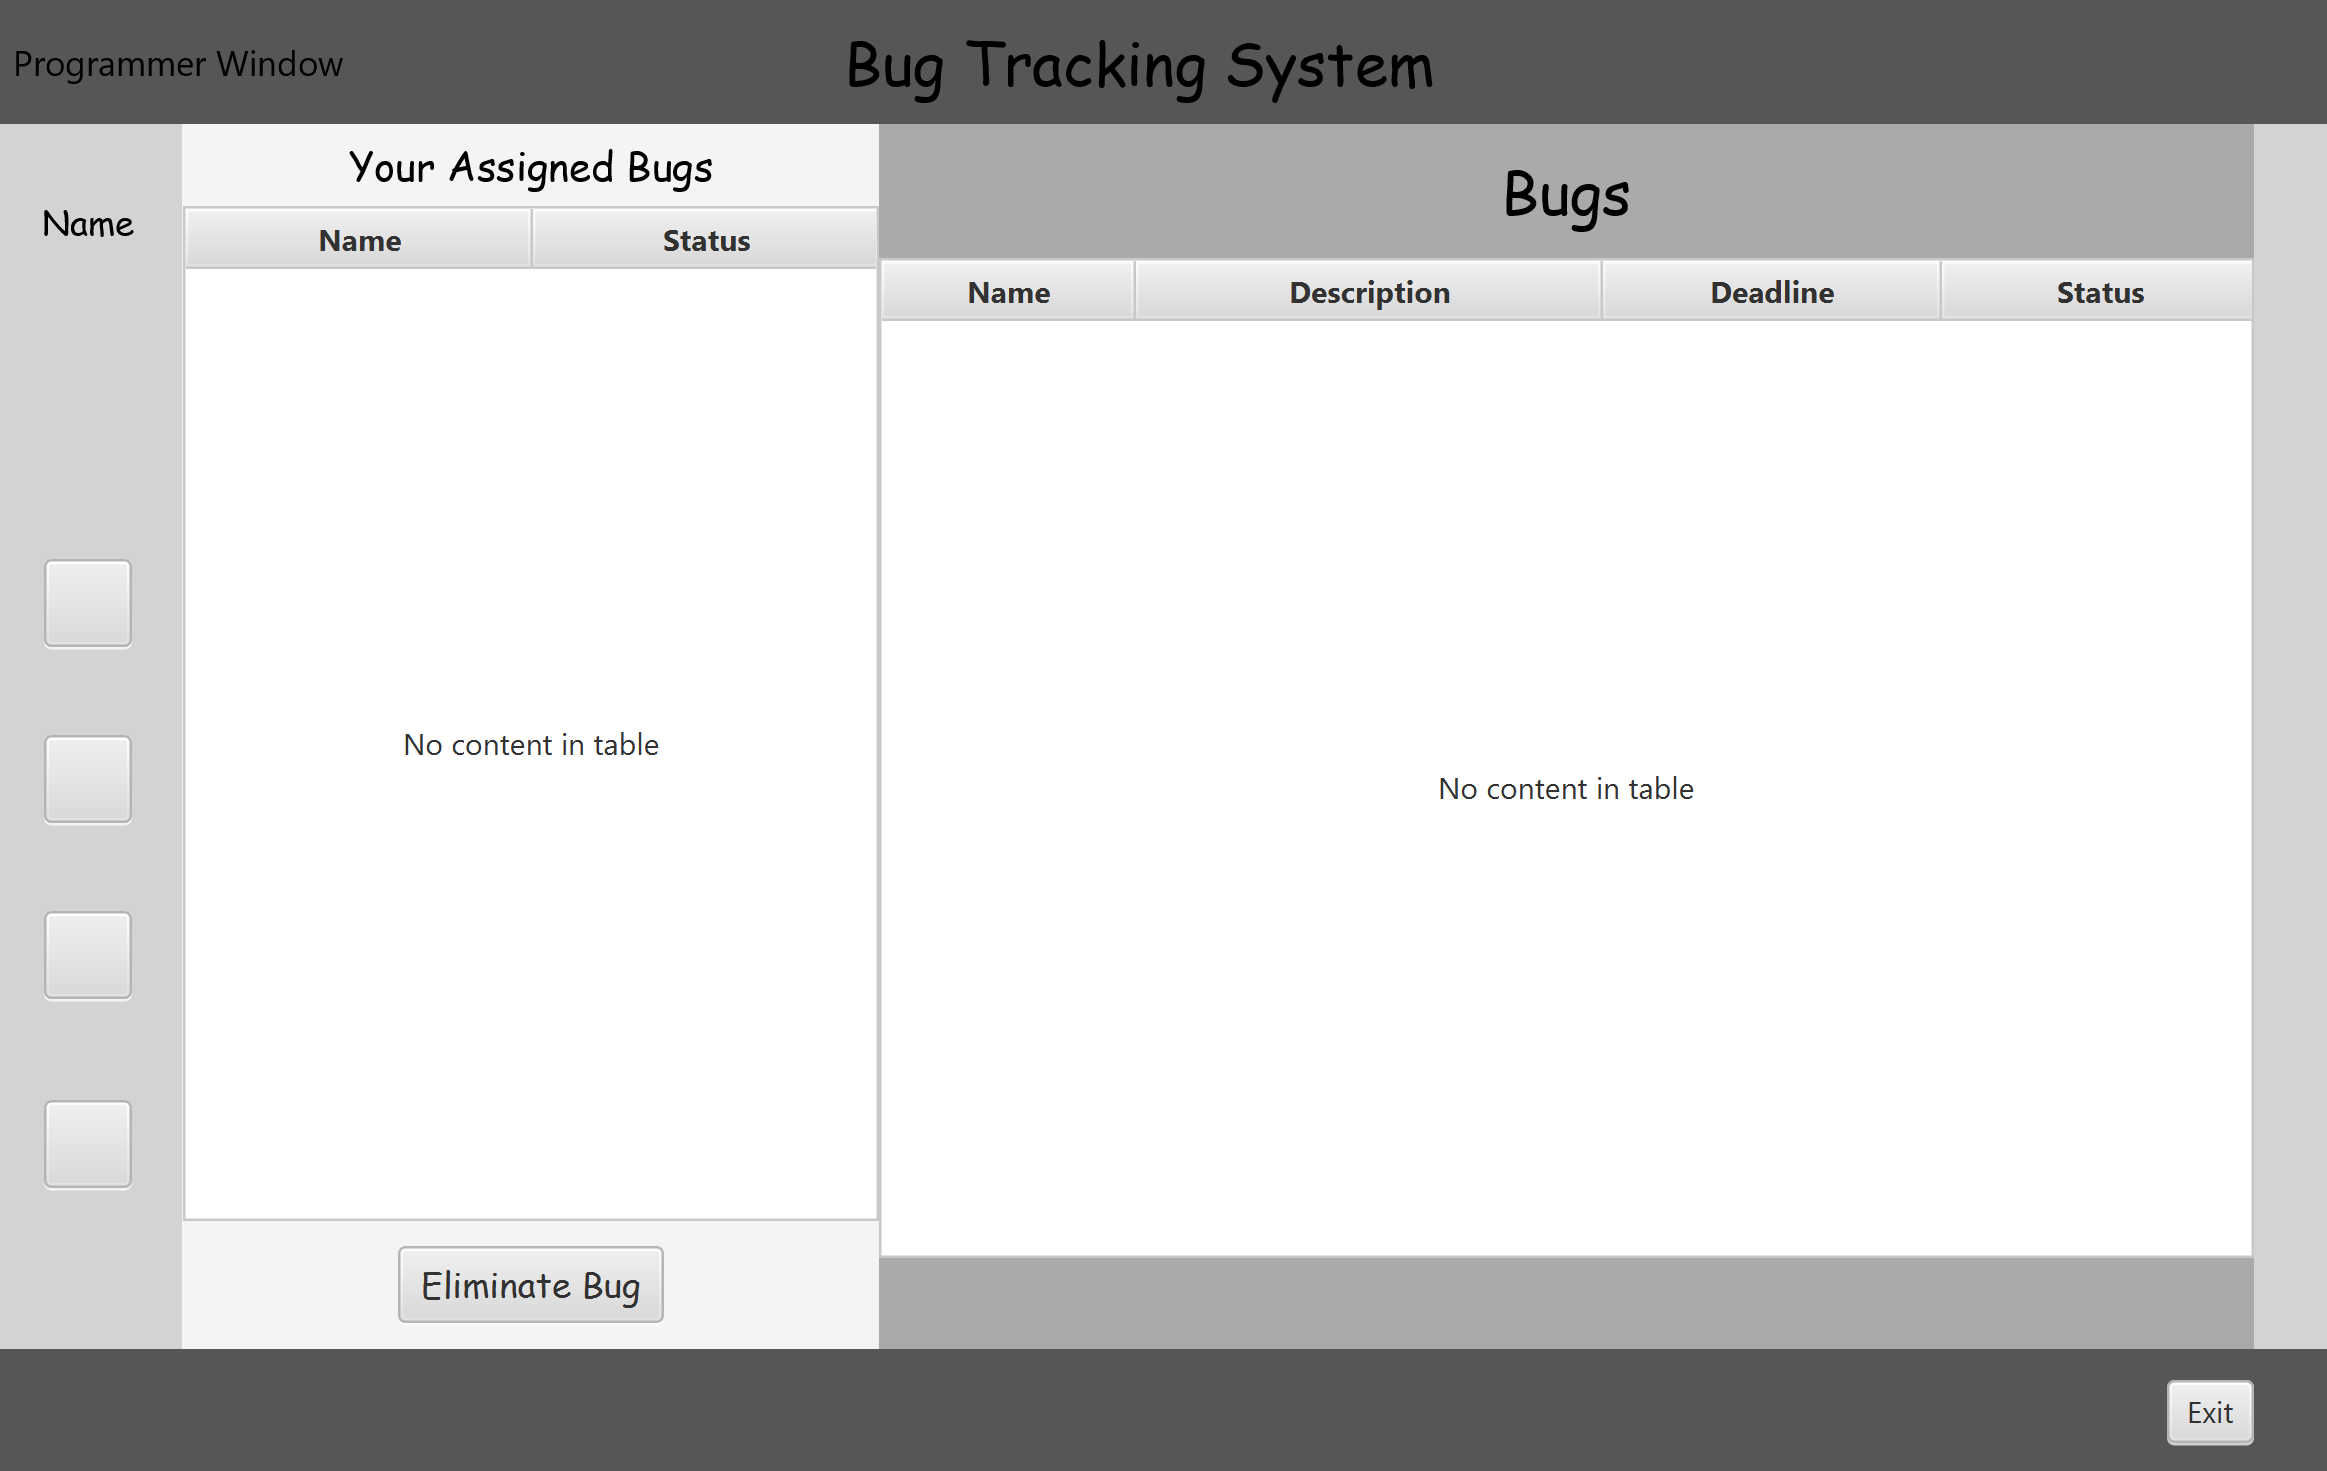 Programmer Window
Bug Tracking System
Name
Your Assigned Bugs
Name Status
No content in table
Eliminate Bug
Bugs
Name Description Deadline Status
No content in table
Exit